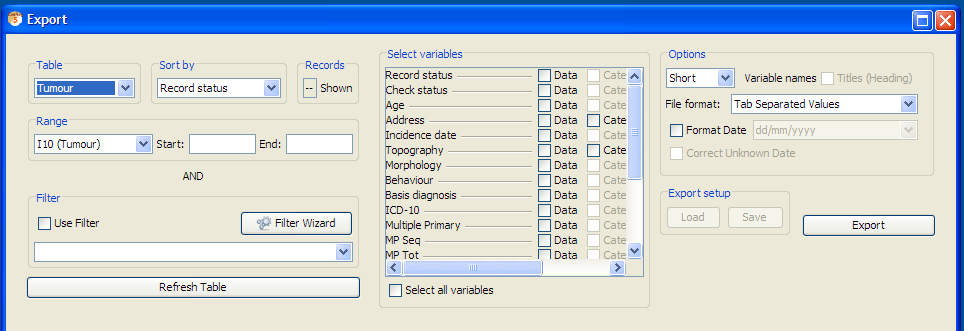 Export
Table
Tumour
Sort by
Record status
Records
-- Shown
Range
I10 (Tumour) Start: End:
AND
Filter
Use Filter Filter Wizard
Refresh Table
Select variables
Record status Data Cate
Check status Data Cate
Age Data Cate
Address Data Cate
Incidence date Data Cate
Topography Data Cate
Morphology Data Cate
Behaviour Data Cate
Basis diagnosis Data Cate
ICD-10 Data Cate
Multiple Primary Data Cate
MP Seq Data Cate
MP Tot Data Cate
Select all variables
Options
Short Variable names Titles (Heading)
File format: Tab Separated Values
Format Date dd/mm/yyyy
Correct Unknown Date
Export setup
Load Save
Export